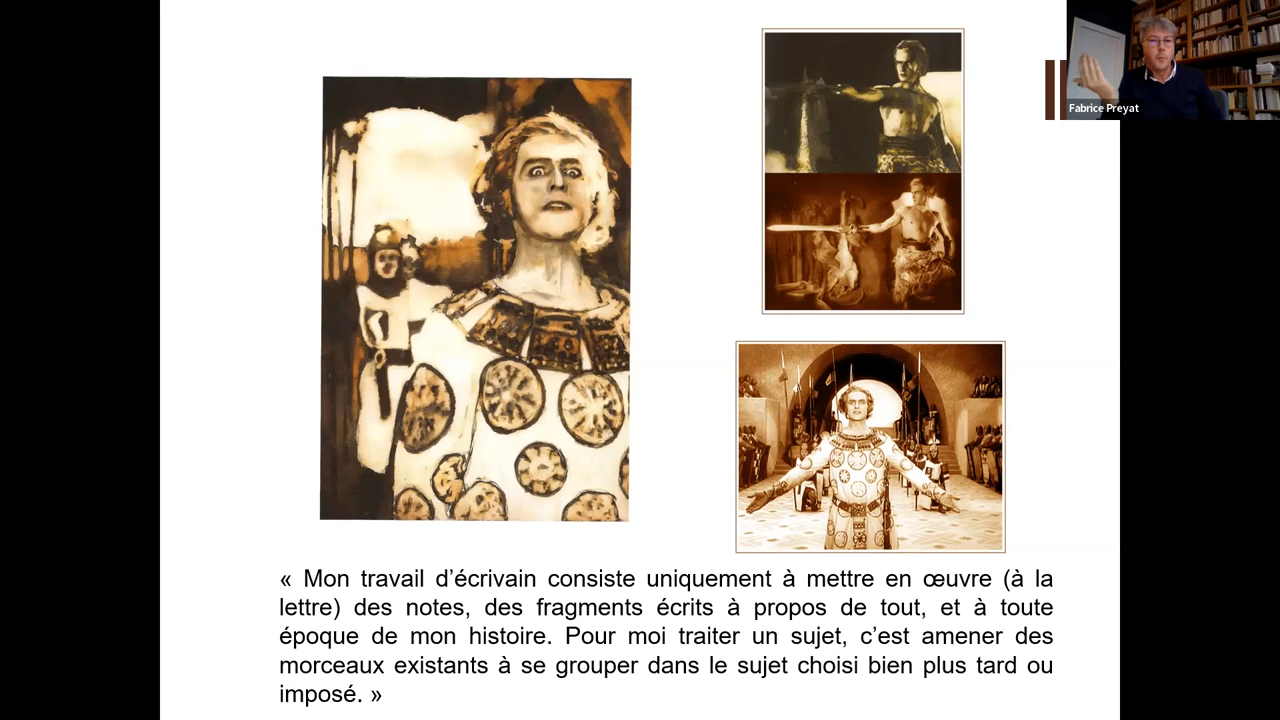 Fabrice Preyat
« Mon travail d’écrivain consiste uniquement à mettre en œuvre (à la
lettre) des notes, des fragments écrits à propos de tout, et à toute
époque de mon histoire. Pour moi traiter un sujet, c’est amener des
morceaux existants à se grouper dans le sujet choisi bien plus tard ou
imposé. »